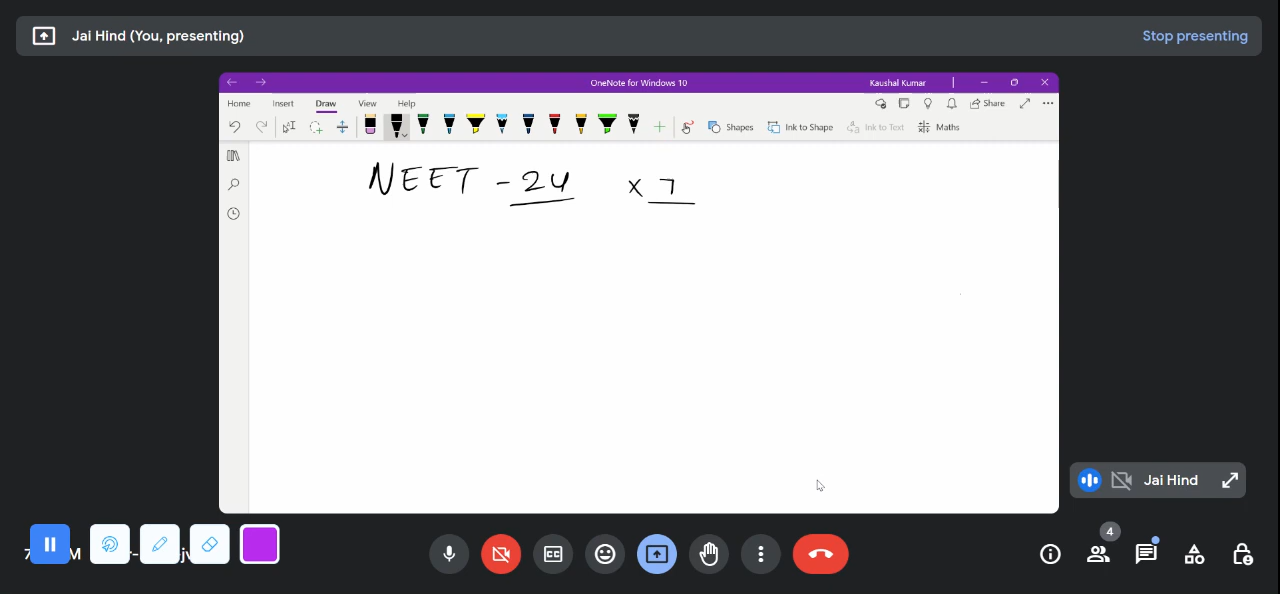 Jai Hind (You, presenting)
Stop presenting
OneNote for Windows 10
Kaushal Kumar
Home Insert Draw View Help
Share
Shapes Ink to Shape Ink to Text Maths
NEET - 24 x 7
Jai Hind
4